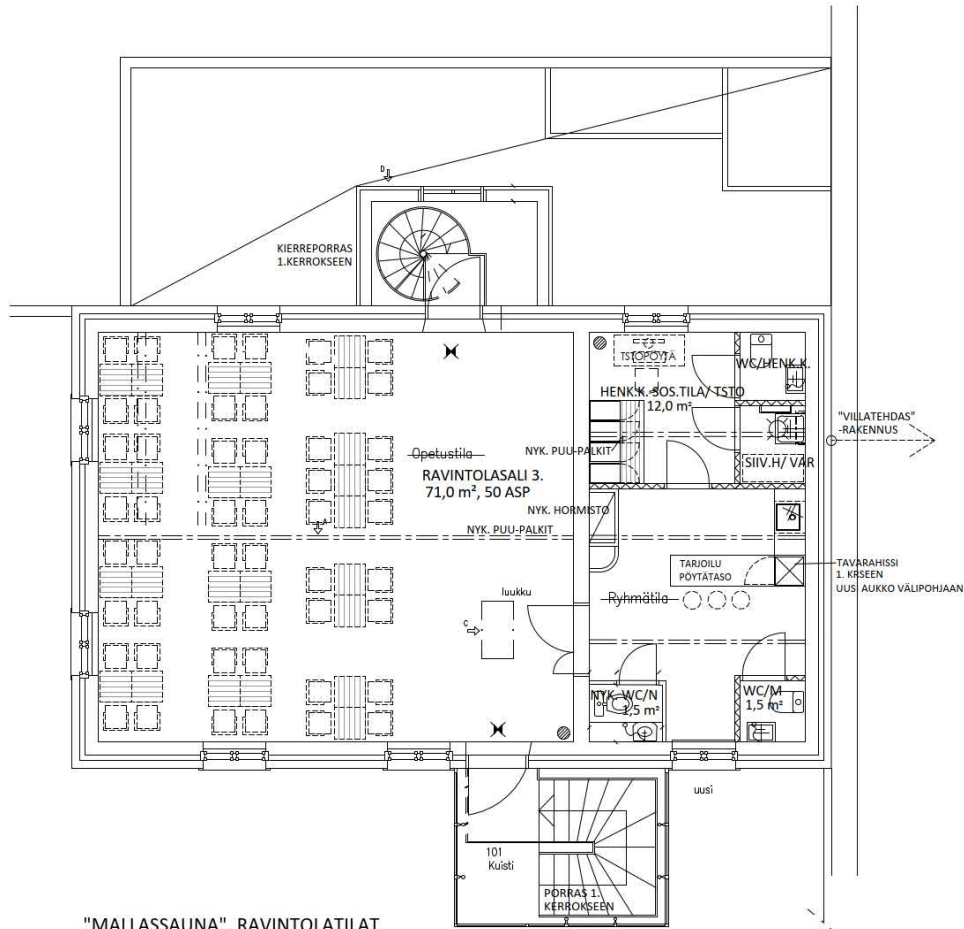 D
KIERREPORRAS
1.KERROKSEEN
TSTOPÖYTÄ
WC/HENK.K.
HENK.K. SOS.TILA/ TSTO
12,0 m²
"VILLATEHDAS"
-RAKENNUS
NYK. PUU-PALKIT
SIIV.H/ VAR
Opetustila
RAVINTOLASALI 3.
71,0 m², 50 ASP
NYK. HORMISTO
A
NYK. PUU-PALKIT
TARJOILU
PÖYTÄTASO
TAVARAHISSI
1. KRSEEN
UUSI AUKKO VÄLIPOHJAAN
luukku
Ryhmätila
C
NYK. WC/N
1,5 m²
WC/M
1,5 m²
uusi
101
Kuisti
PORRAS 1.
KERROKSEEN
"MALLASSAUNA", RAVINTOLATILAT